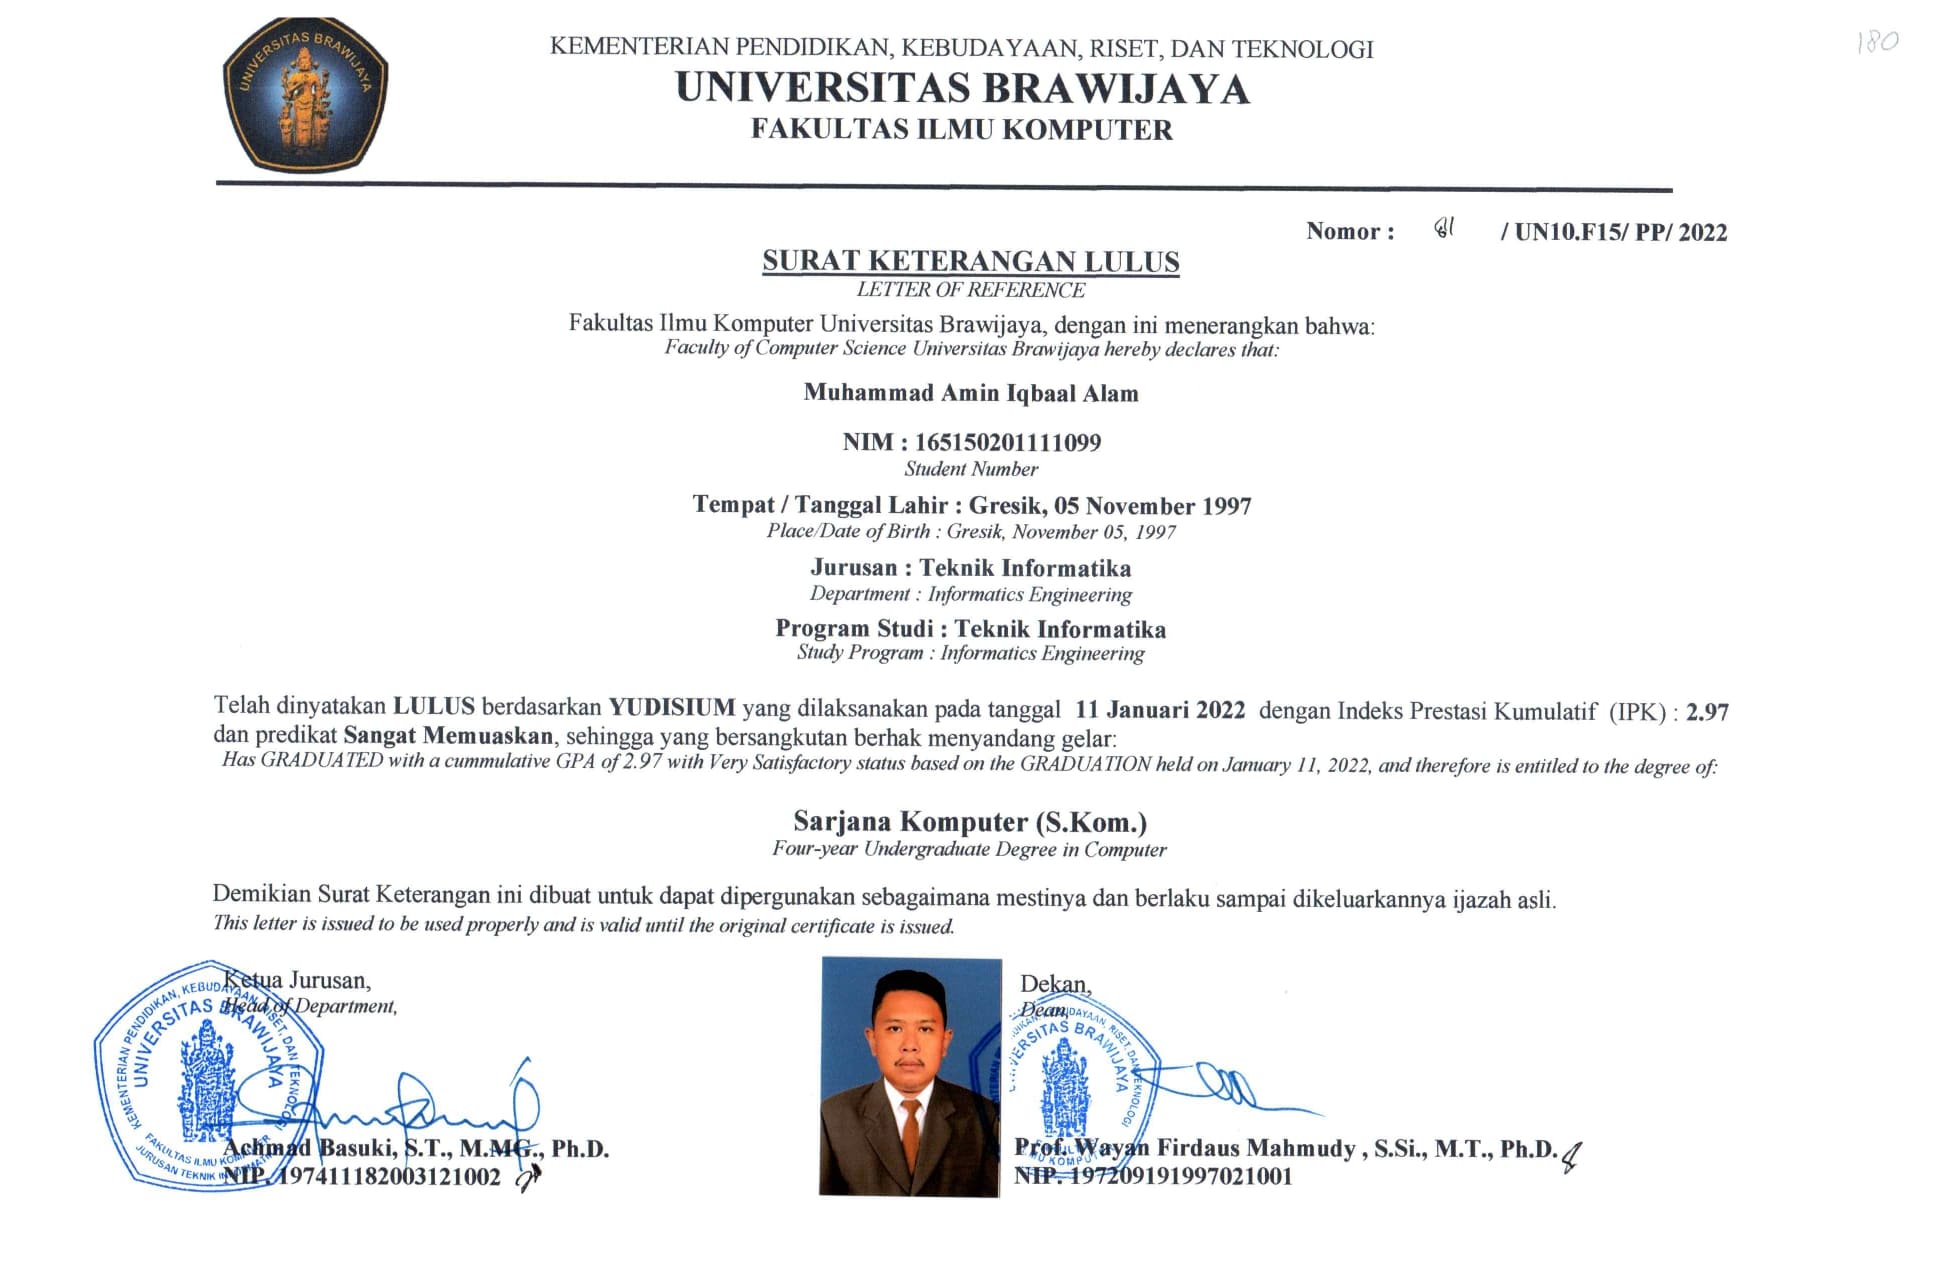 180
UNIVERSITAS BRAWIJAYA
KEMENTERIAN PENDIDIKAN, KEBUDAYAAN, RISET, DAN TEKNOLOGI
UNIVERSITAS BRAWIJAYA
FAKULTAS ILMU KOMPUTER
Nomor : / UN10.F15/ PP/ 2022
SURAT KETERANGAN LULUS
LETTER OF REFERENCE
Fakultas Ilmu Komputer Universitas Brawijaya, dengan ini menerangkan bahwa:
Faculty of Computer Science Universitas Brawijaya hereby declares that:
Muhammad Amin Iqbaal Alam
NIM : 165150201111099
Student Number
Tempat / Tanggal Lahir : Gresik, 05 November 1997
Place/Date of Birth : Gresik, November 05, 1997
Jurusan : Teknik Informatika
Department : Informatics Engineering
Program Studi : Teknik Informatika
Study Program : Informatics Engineering
Telah dinyatakan LULUS berdasarkan YUDISIUM yang dilaksanakan pada tanggal 11 Januari 2022 dengan Indeks Prestasi Kumulatif (IPK) : 2.97
dan predikat Sangat Memuaskan, sehingga yang bersangkutan berhak menyandang gelar:
Has GRADUATED with a cummulative GPA of 2.97 with Very Satisfactory status based on the GRADUATION held on January 11, 2022, and therefore is entitled to the degree of:
Sarjana Komputer (S.Kom.)
Four-year Undergraduate Degree in Computer
Demikian Surat Keterangan ini dibuat untuk dapat dipergunakan sebagaimana mestinya dan berlaku sampai dikeluarkannya ijazah asli.
This letter is issued to be used properly and is valid until the original certificate is issued.
Ketua Jurusan,
Head of Department,
KEMENTERIAN PENDIDIKAN, KEBUDAYAAN, RISET, DAN TEKNOLOGI
UNIVERSITAS BRAWIJAYA
FAKULTAS ILMU KOMPUTER
JURUSAN TEKNIK
Achmad Basuki, S.T., M.MG., Ph.D.
NIP. 197411182003121002
Dekan,
Dean,
RISET, DAN TEKNOLOGI
BRAWIJAYA
Prof. Wayan Firdaus Mahmudy , S.Si., M.T., Ph.D.
NIP. 197209191997021001